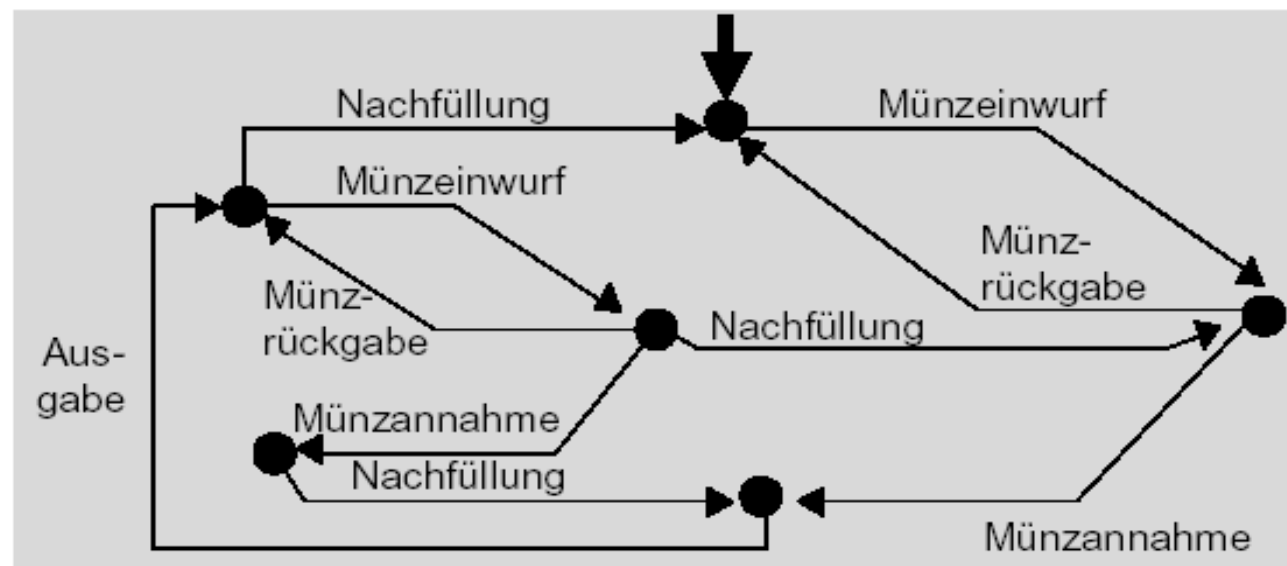 Nachfüllung
Münzeinwurf
Münzeinwurf
Münz-
rückgabe
Münz-
rückgabe
Nachfüllung
Aus-
gabe
Münzannahme
Nachfüllung
Münzannahme